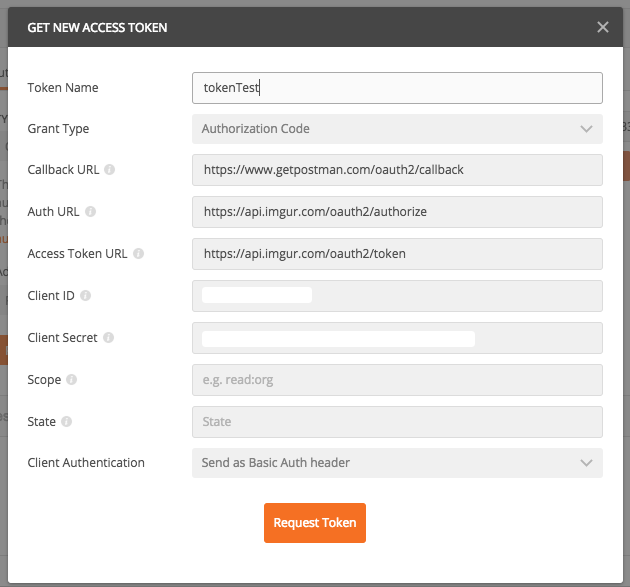 GET NEW ACCESS TOKEN
Token Name tokenTest
Grant Type Authorization Code
Callback URL https://www.getpostman.com/oauth2/callback
Auth URL https://api.imgur.com/oauth2/authorize
Access Token URL https://api.imgur.com/oauth2/token
Client ID
Client Secret
Scope e.g. read:org
State State
Client Authentication Send as Basic Auth header
Request Token